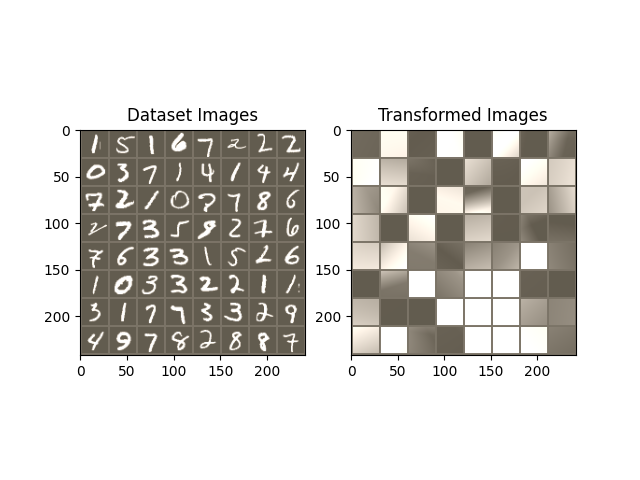 Dataset Images
Transformed Images
0
50
100
150
200
0 50 100 150 200
0
50
100
150
200
0 50 100 150 200
1 5 1 6 7 2 2 2
0 3 7 1 4 1 4 4
7 2 1 0 7 1 8 6
2 7 3 5 9 2 7 6
7 6 3 3 1 5 2 6
1 0 3 3 2 2 1 1
3 1 7 7 3 3 2 9
4 9 7 8 2 8 8 7